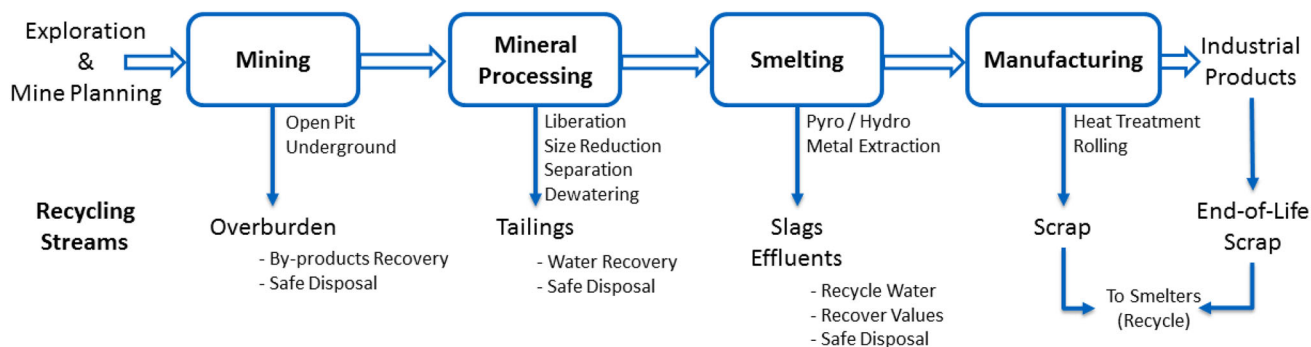 Exploration
&
Mine Planning
Mining
Mineral
Processing
Smelting
Manufacturing
Industrial
Products
Open Pit
Underground
Liberation
Size Reduction
Separation
Dewatering
Pyro / Hydro
Metal Extraction
Heat Treatment
Rolling
Recycling
Streams
Overburden
- By-products Recovery
- Safe Disposal
Tailings
- Water Recovery
- Safe Disposal
Slags
Effluents
- Recycle Water
- Recover Values
- Safe Disposal
Scrap
End-of-Life
Scrap
To Smelters
(Recycle)